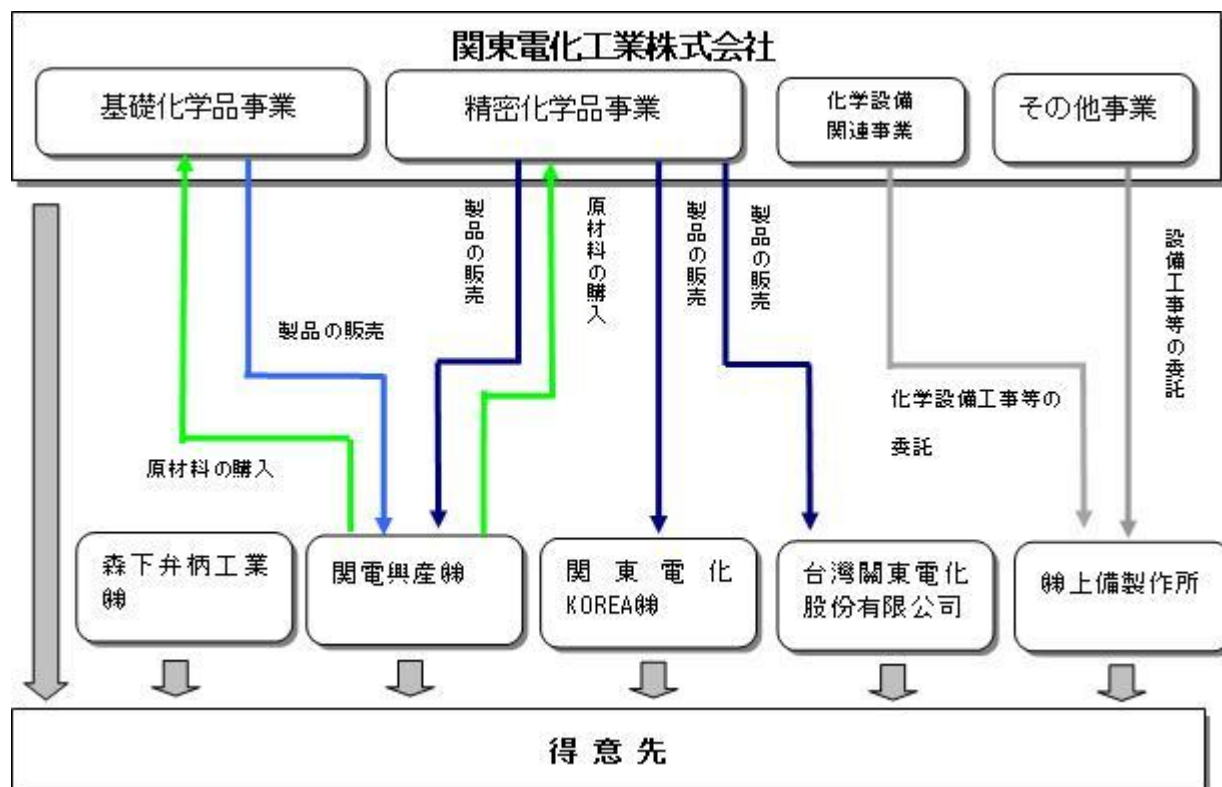 関東電化工業株式会社
基礎化学品事業
精密化学品事業
化学設備
関連事業
その他事業
製品の販売
原材料の購入
製品の販売
製品の販売
設備工事等の委託
製品の販売
化学設備工事等の
委託
原材料の購入
森下弁柄工業
㈱
関電興産㈱
関東電化
KOREA㈱
台灣關東電化
股份有限公司
㈱上備製作所
得意先